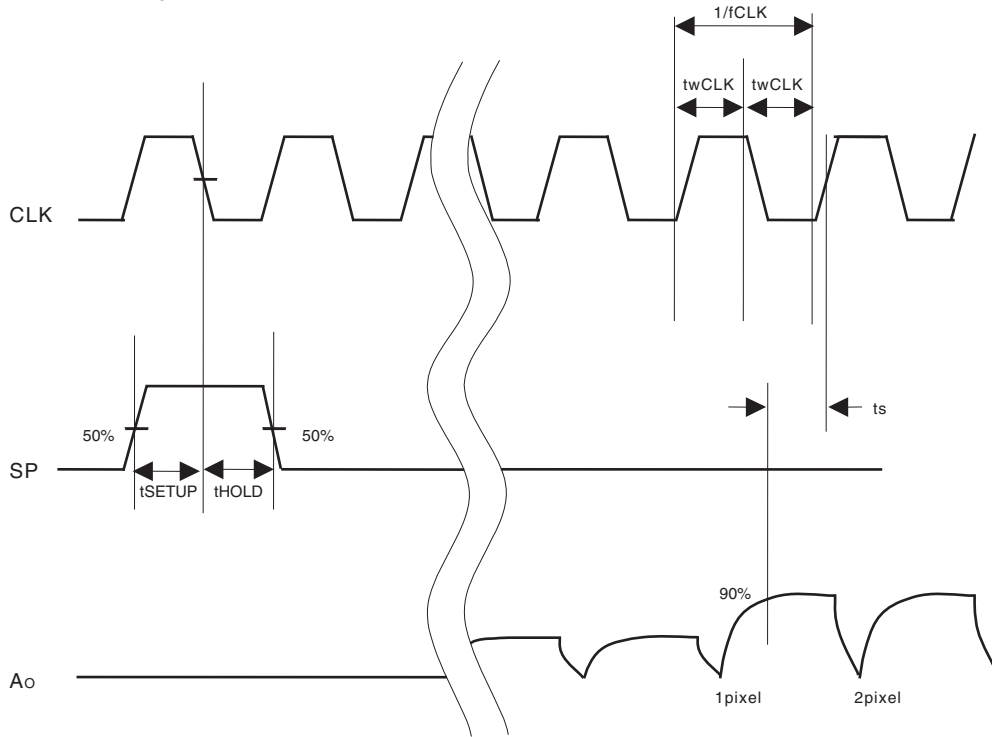 1/fCLK
twCLK twCLK
CLK
50% 50%
ts
SP
tSETUP tHOLD
90%
Ao
1pixel 2pixel